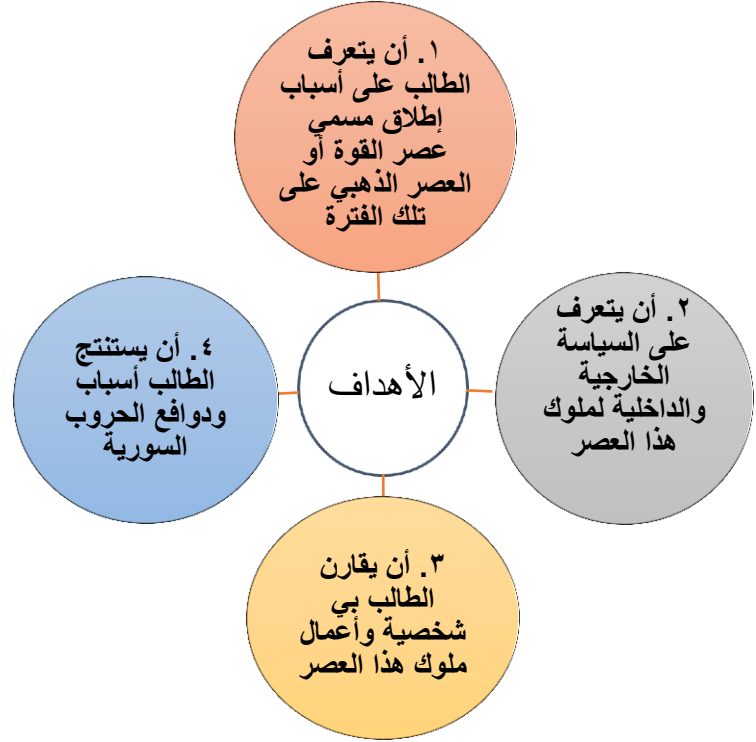 الأهداف
١. أن يتعرف
الطالب على أسباب
إطلاق مسمي
عصر القوة أو
العصر الذهبي على
تلك الفترة
٢. أن يتعرف
على السياسة
الخارجية
والداخلية لملوك
هذا العصر
٣. أن يقارن
الطالب بي
شخصية وأعمال
ملوك هذا العصر
٤. أن يستنتج
الطالب أسباب
ودوافع الحروب
السورية